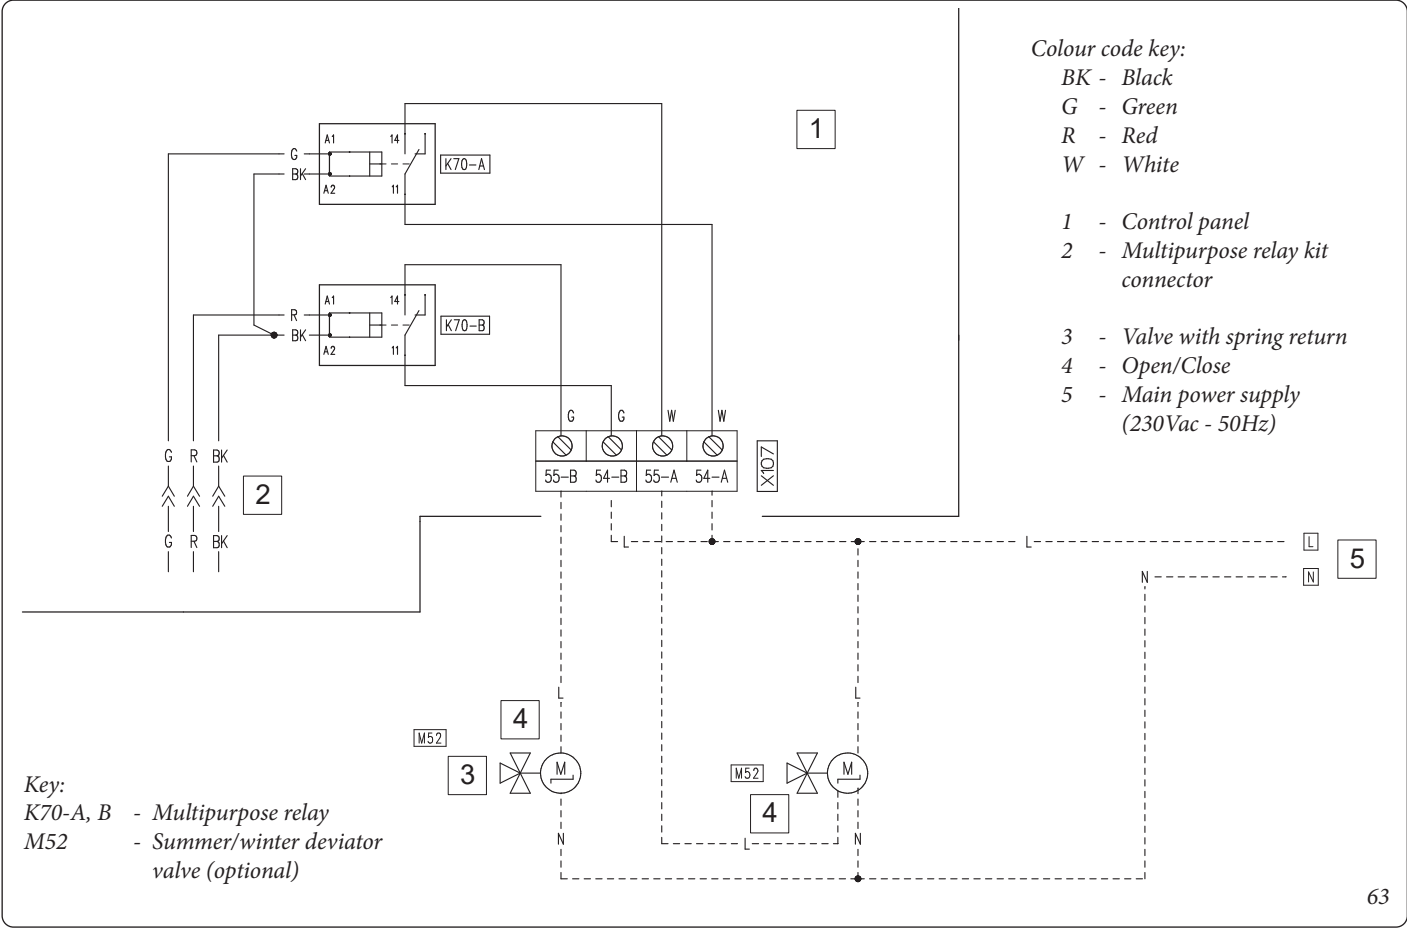 Colour code key:
BK - Black
G - Green
R - Red
W - White
1 - Control panel
2 - Multipurpose relay kit
connector
3 - Valve with spring return
4 - Open/Close
5 - Main power supply
(230Vac - 50Hz)
1
A1 14
G
BK
K70-A
A2 11
A1 14
R
BK
K70-B
A2 11
G G W W
55-B 54-B 55-A 54-A
X107
G R BK
2
G R BK
L L L
5
N N
L L
4
M52
3
M
M52
M
4
N L N
Key:
K70-A, B - Multipurpose relay
M52 - Summer/winter deviator
valve (optional)
63